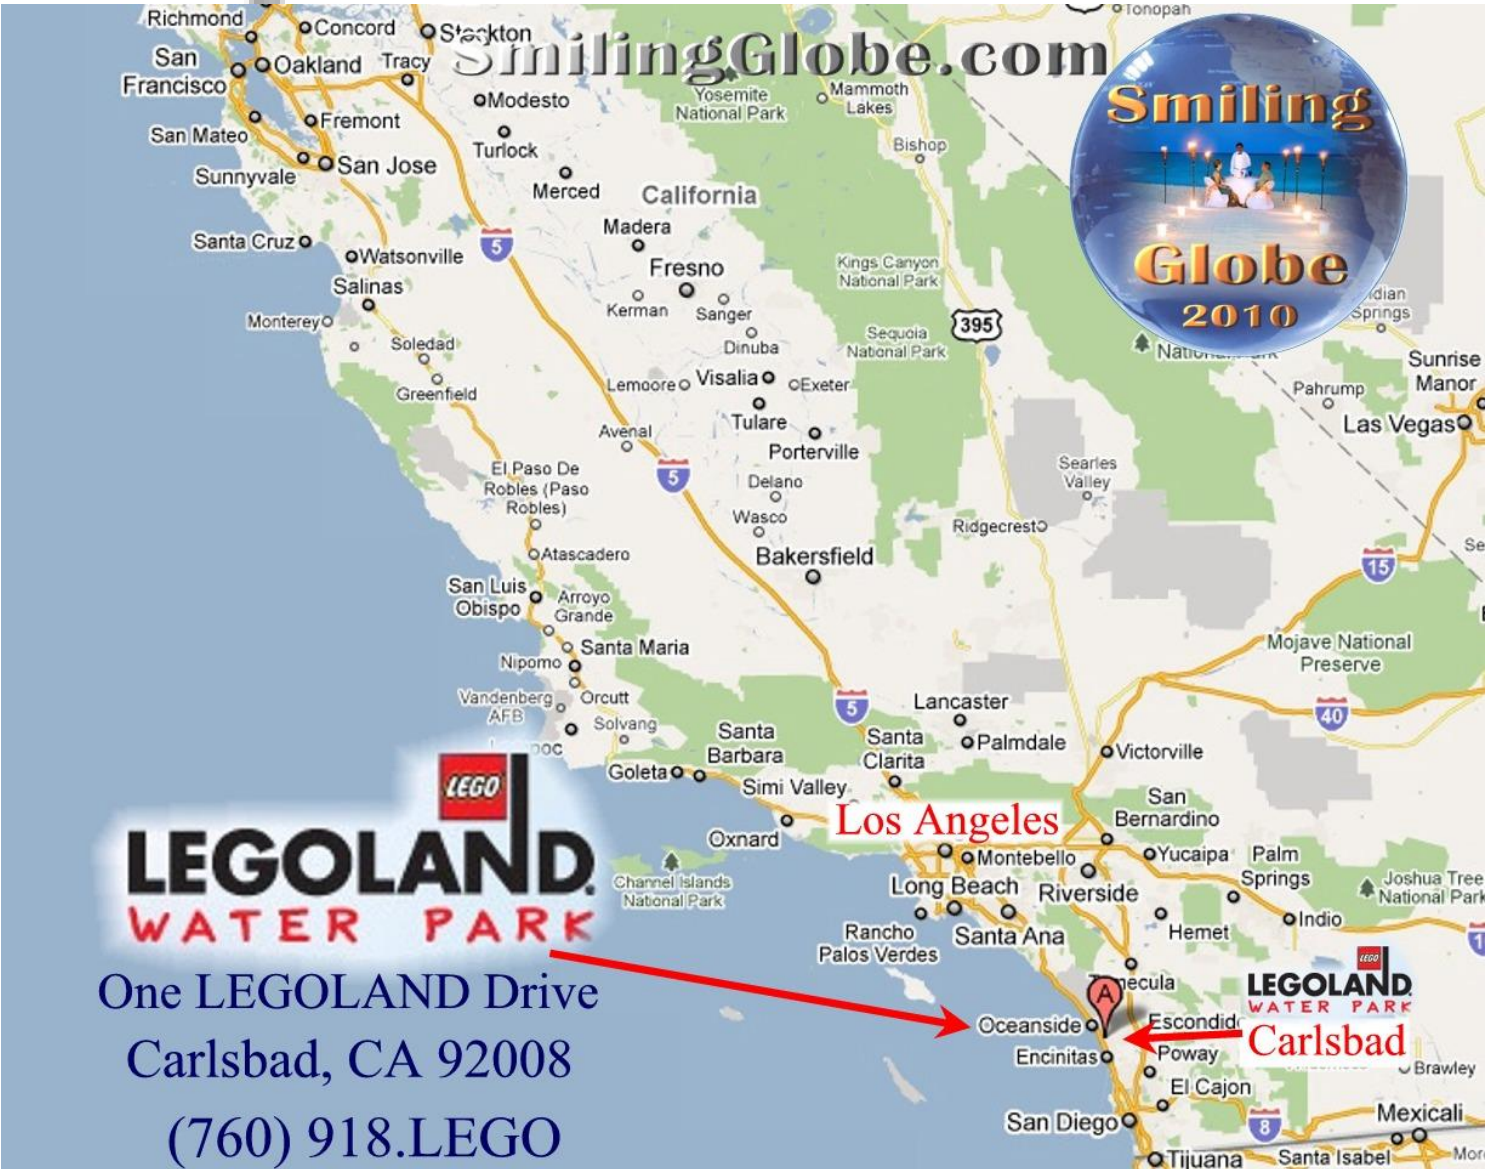 Richmond
Concord
Stockton
Tonopah
SmilingGlobe.com
San
Francisco
Oakland
Tracy
Modesto
Yosemite
National Park
Mammoth
Lakes
Smiling
Globe
2010
San Mateo
Fremont
Turlock
Bishop
Sunnyvale
San Jose
Merced
California
Santa Cruz
Watsonville
5
Madera
Fresno
Kings Canyon
National Park
Salinas
Kerman
Sanger
Monterey
Dinuba
Sequoia
National Park
395
Springs
Soledad
Greenfield
Lemoore
Visalia
Exeter
Sunrise
Manor
Pahrump
Las Vegas
Tulare
Avenal
Porterville
5
El Paso De
Robles (Paso
Robles)
Delano
Wasco
Searles
Valley
Ridgecrest
Atascadero
Bakersfield
15
San Luis
Obispo
Arroyo
Grande
Santa Maria
Nipomo
Mojave National
Preserve
Vandenberg
AFB
Orcutt
Solvang
5
Lancaster
40
Santa
Barbara
Santa
Clarita
Palmdale
Victorville
Goleta
Simi Valley
San
Bernardino
LEGO
LEGOLAND
WATER PARK
Oxnard
Los Angeles
Montebello
Yucaipa
Palm
Springs
Channel Islands
National Park
Long Beach
Riverside
Joshua Tree
National Park
Rancho
Palos Verdes
Santa Ana
Hemet
Indio
One LEGOLAND Drive
Carlsbad, CA 92008
(760) 918.LEGO
A
LEGO
LEGOLAND
WATER PARK
Carlsbad
Oceanside
Encinitas
Poway
Brawley
El Cajon
San Diego
8
Mexicali
Tijuana
Santa Isabel